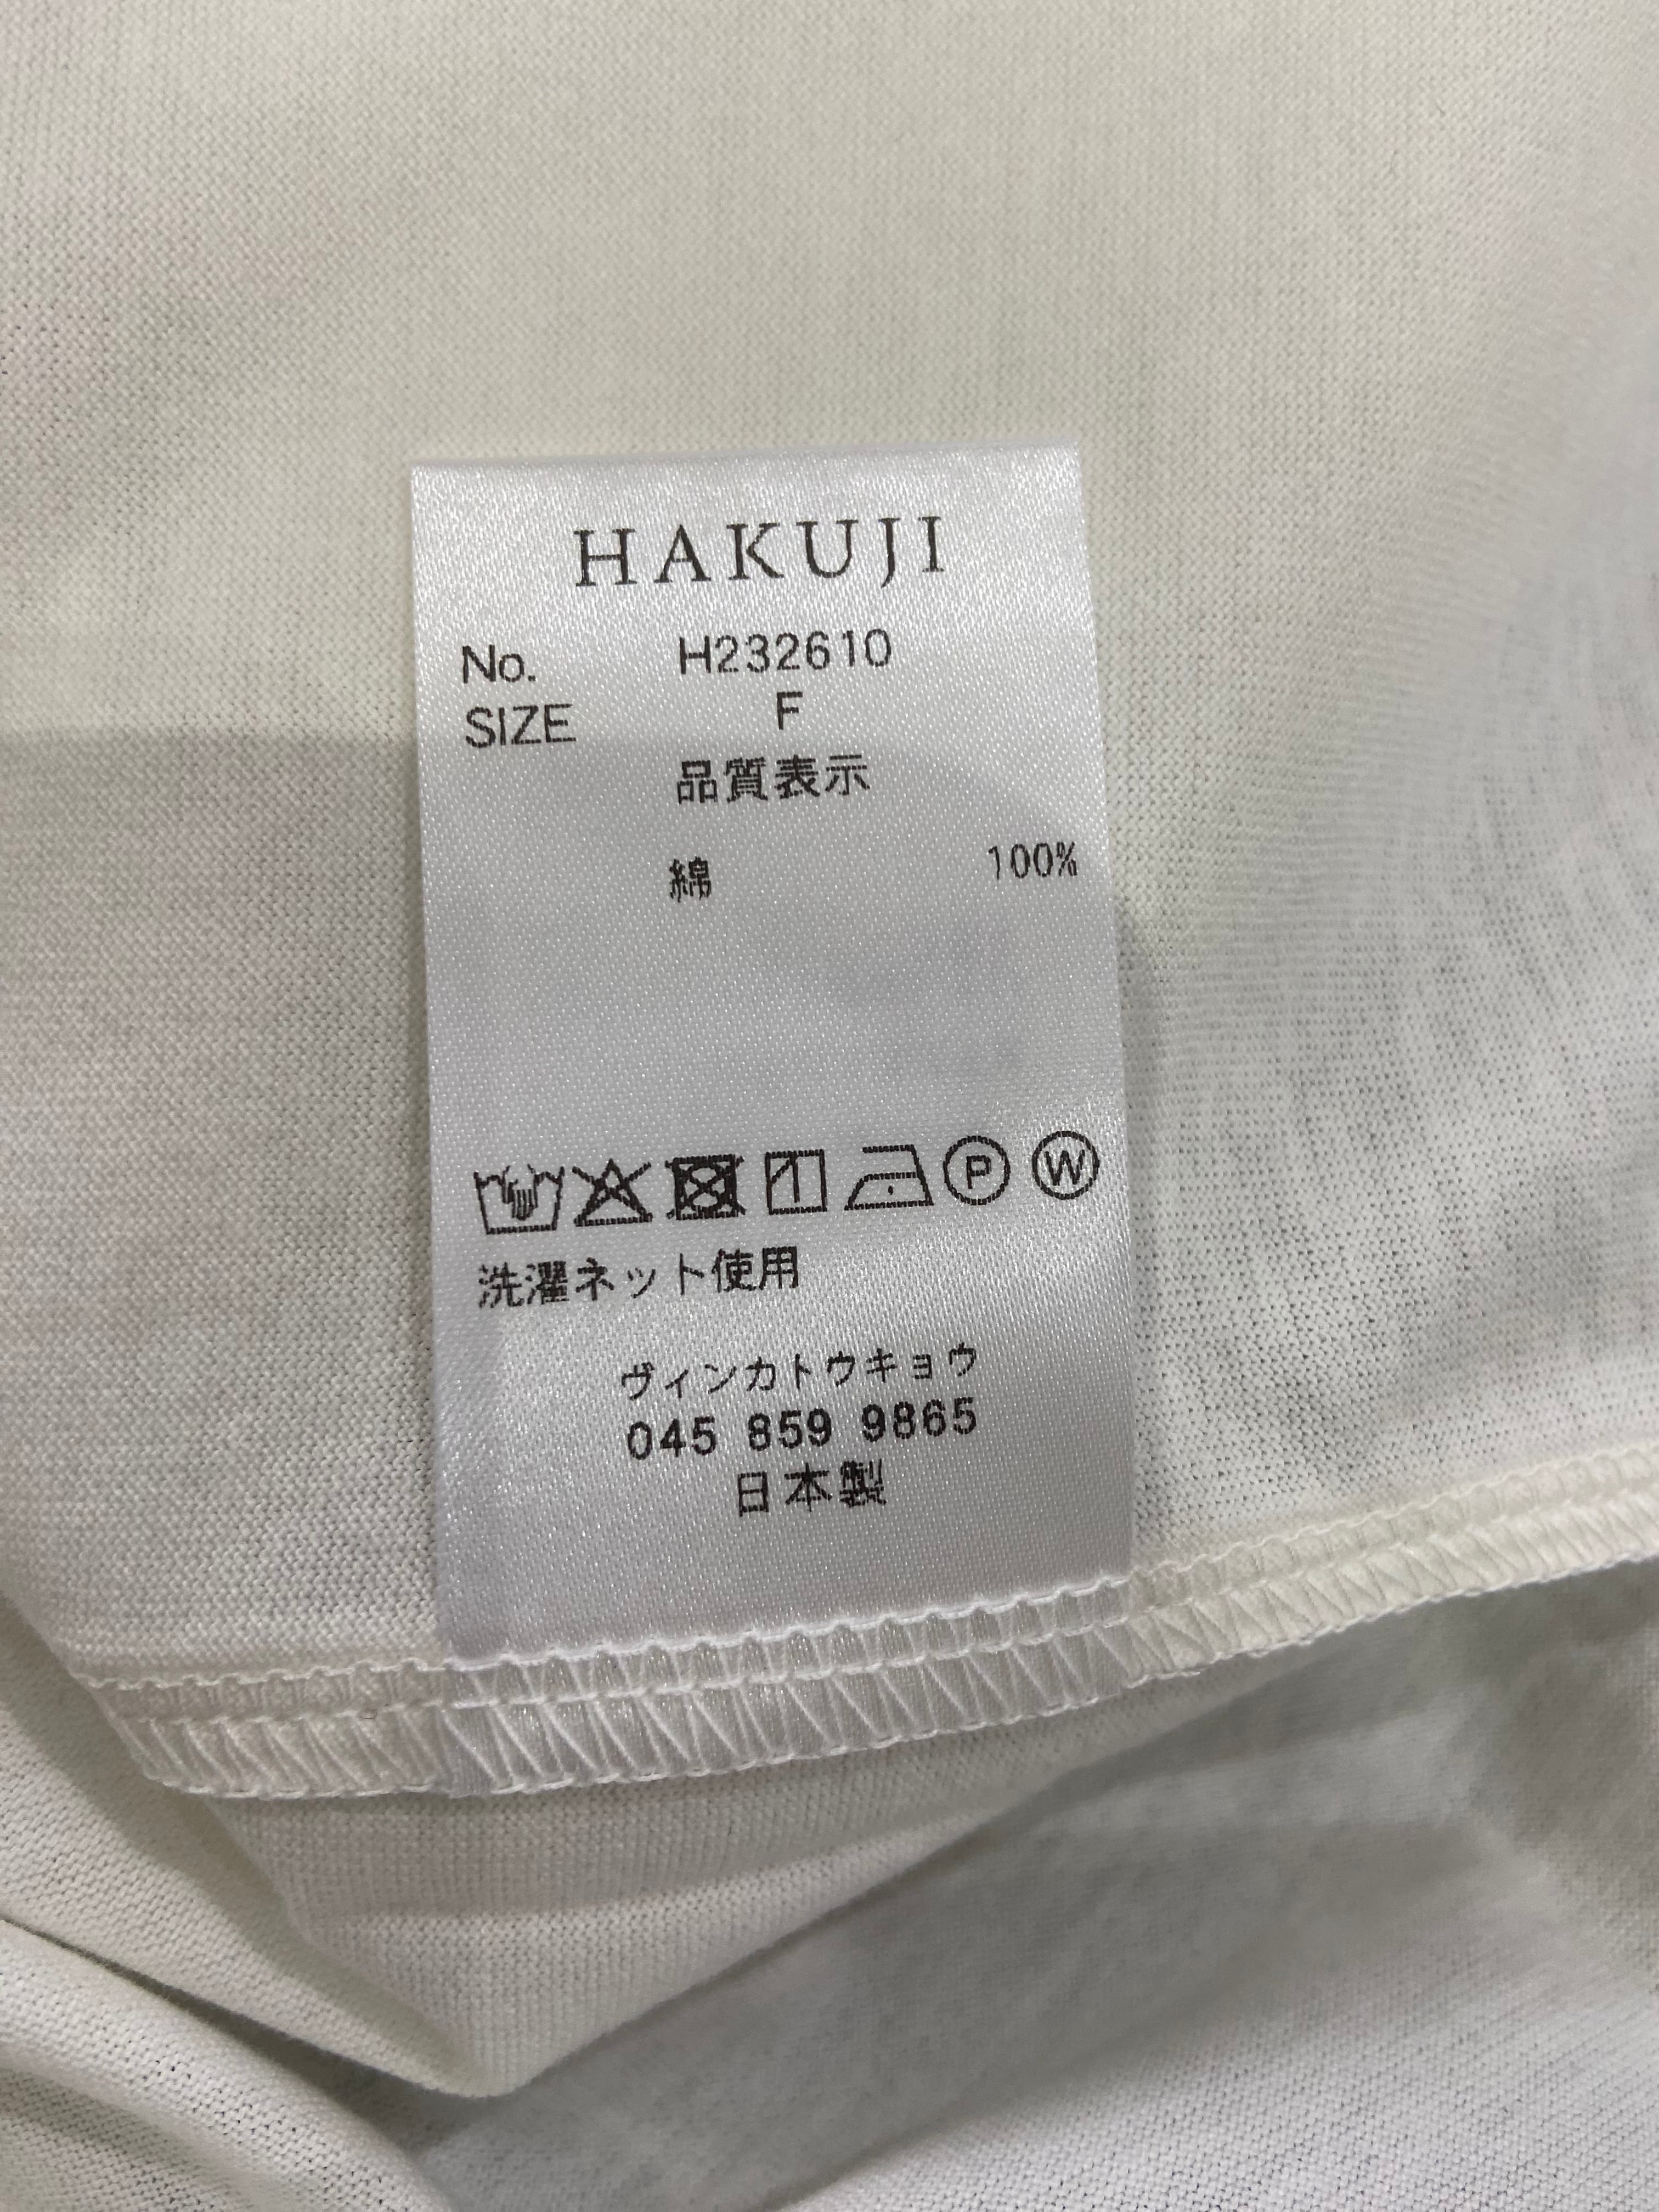 HAKUJI
No. H232610
SIZE F
品質表示
綿 100%
P W
洗濯ネット使用
ヴィンカトウキョウ
045 859 9865
日本製